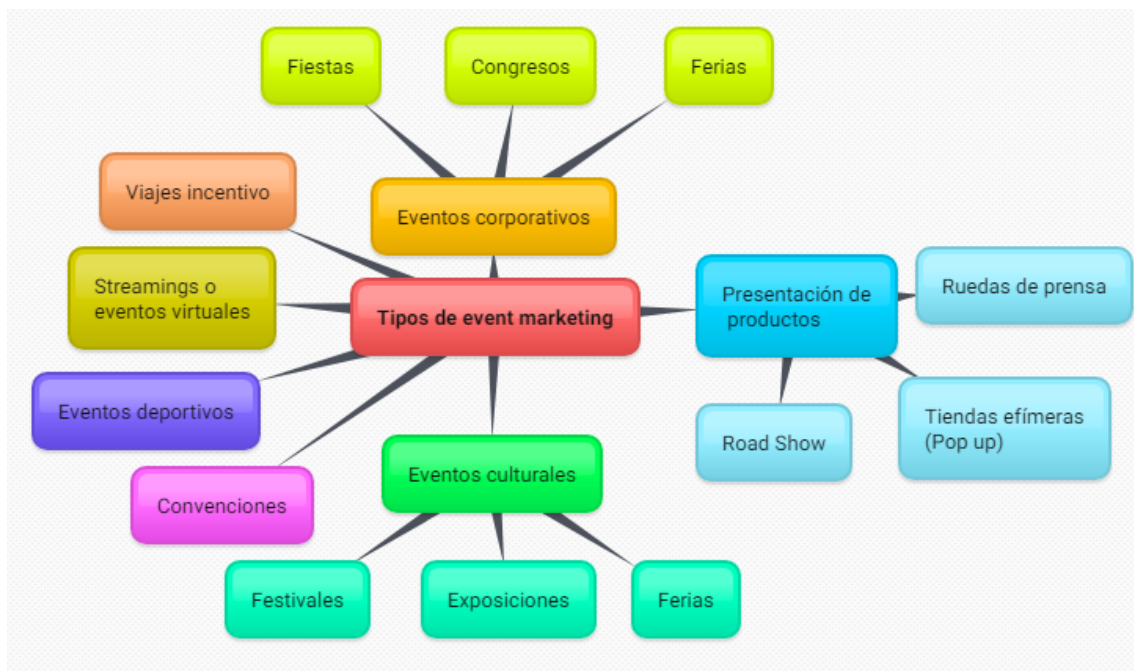 Fiestas
Congresos
Ferias
Viajes incentivo
Eventos corporativos
Streamings o
eventos virtuales
Tipos de event marketing
Presentación de
productos
Ruedas de prensa
Eventos deportivos
Road Show
Tiendas efímeras
(Pop up)
Convenciones
Eventos culturales
Festivales
Exposiciones
Ferias